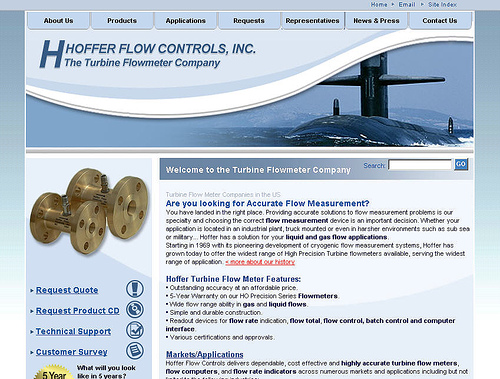 Home Email Site Index
About Us Products Applications Requests Representatives News & Press Contact Us
HHOFFER FLOW CONTROLS, INC.
The Turbine Flowmeter Company
Welcome to the Turbine Flowmeter Company
Search: GO
Turbine Flow Meter Companies in the US
Are you looking for Accurate Flow Measurement?
You have landed in the right place. Providing accurate solutions to flow measurement problems is our
specialty and choosing the correct flow measurement device is an important decision. Whether your
application is located in an industrial plant, truck mounted or even in harsher environments such as sub sea
or military... Hoffer has a solution for your liquid and gas flow applications.
Starting in 1969 with its pioneering development of cryogenic flow measurement systems, Hoffer has
grown today to offer the widest range of High Precision Turbine flowmeters available, serving the widest
range of application. » more about our history
Hoffer Turbine Flow Meter Features:
• Outstanding accuracy at an affordable price.
• 5-Year Warranty on our HO Precision Series Flowmeters.
• Wide flow range ability in gas and liquid flows.
• Simple and durable construction.
• Readout devices for flow rate indication, flow total, flow control, batch control and computer
interface.
• Various certifications and approvals.
Markets/Applications
Hoffer Flow Controls delivers dependable, cost effective and highly accurate turbine flow meters,
flow computers, and flow rate indicators across numerous markets and applications including but not
Request Quote
Request Product CD
Technical Support
Customer Survey
5 Year
What will you look
like in 5 years?